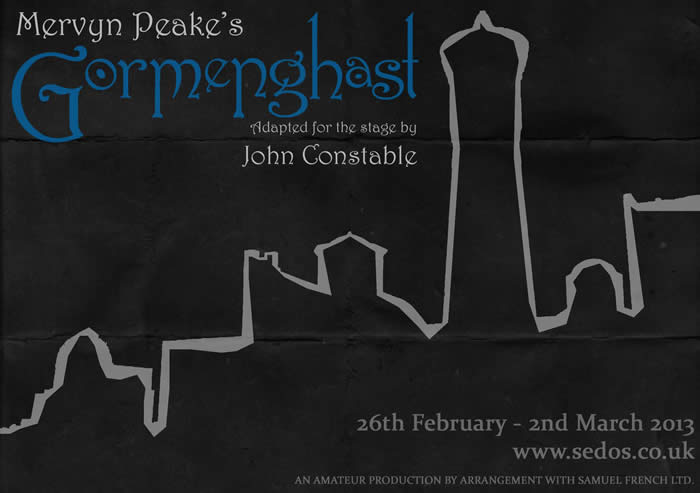 Mervyn Peake's
Gormenghast
Adapted for the stage by
John Constable
26th February - 2nd March 2013
www.sedos.co.uk
AN AMATEUR PRODUCTION BY ARRANGEMENT WITH SAMUEL FRENCH LTD.